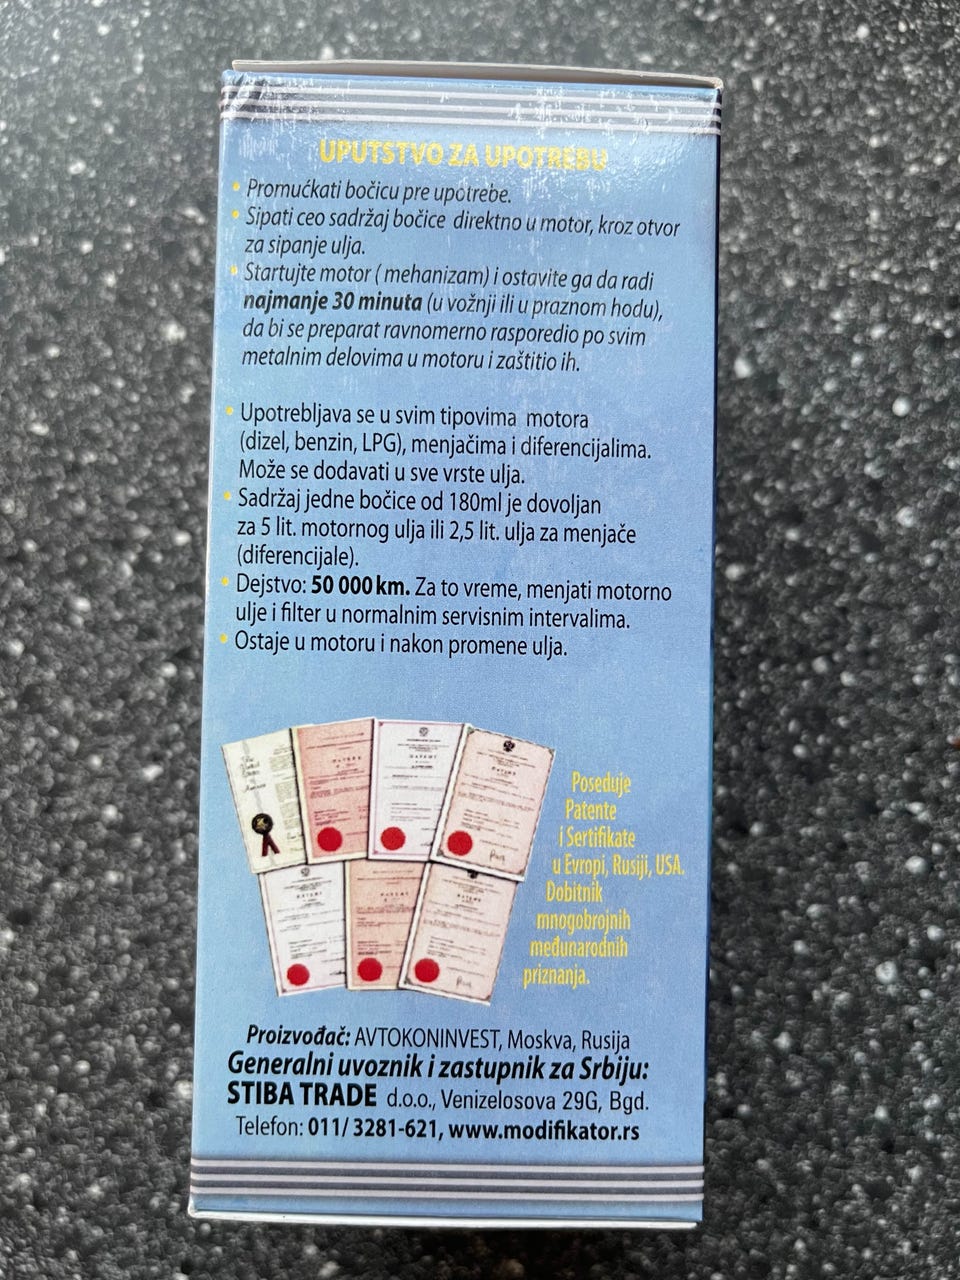 UPUTSTVO ZA UPOTREBU
• Promućkati bočicu pre upotrebe.
• Sipati ceo sadržaj bočice direktno u motor, kroz otvor
za sipanje ulja.
• Startujte motor ( mehanizam) i ostavite ga da radi
najmanje 30 minuta (u vožnji ili u praznom hodu),
da bi se preparat ravnomerno rasporedio po svim
metalnim delovima u motoru i zaštitio ih.
• Upotrebljava se u svim tipovima motora
(dizel, benzin, LPG), menjačima i diferencijalima.
Može se dodavati u sve vrste ulja.
• Sadržaj jedne bočice od 180ml je dovoljan
za 5 lit. motornog ulja ili 2,5 lit. ulja za menjače
(diferencijale).
• Dejstvo: 50 000 km. Za to vreme, menjati motorno
ulje i filter u normalnim servisnim intervalima.
• Ostaje u motoru i nakon promene ulja.
Poseduje
Patente
i Sertifikate
u Evropi, Rusiji, USA.
Dobitnik
mnogobrojnih
međunarodnih
priznanja.
Proizvođač: AVTOKONINVEST, Moskva, Rusija
Generalni uvoznik i zastupnik za Srbiju:
STIBA TRADE d.o.o., Venizelosova 29G, Bgd.
Telefon: 011/ 3281-621, www.modifikator.rs